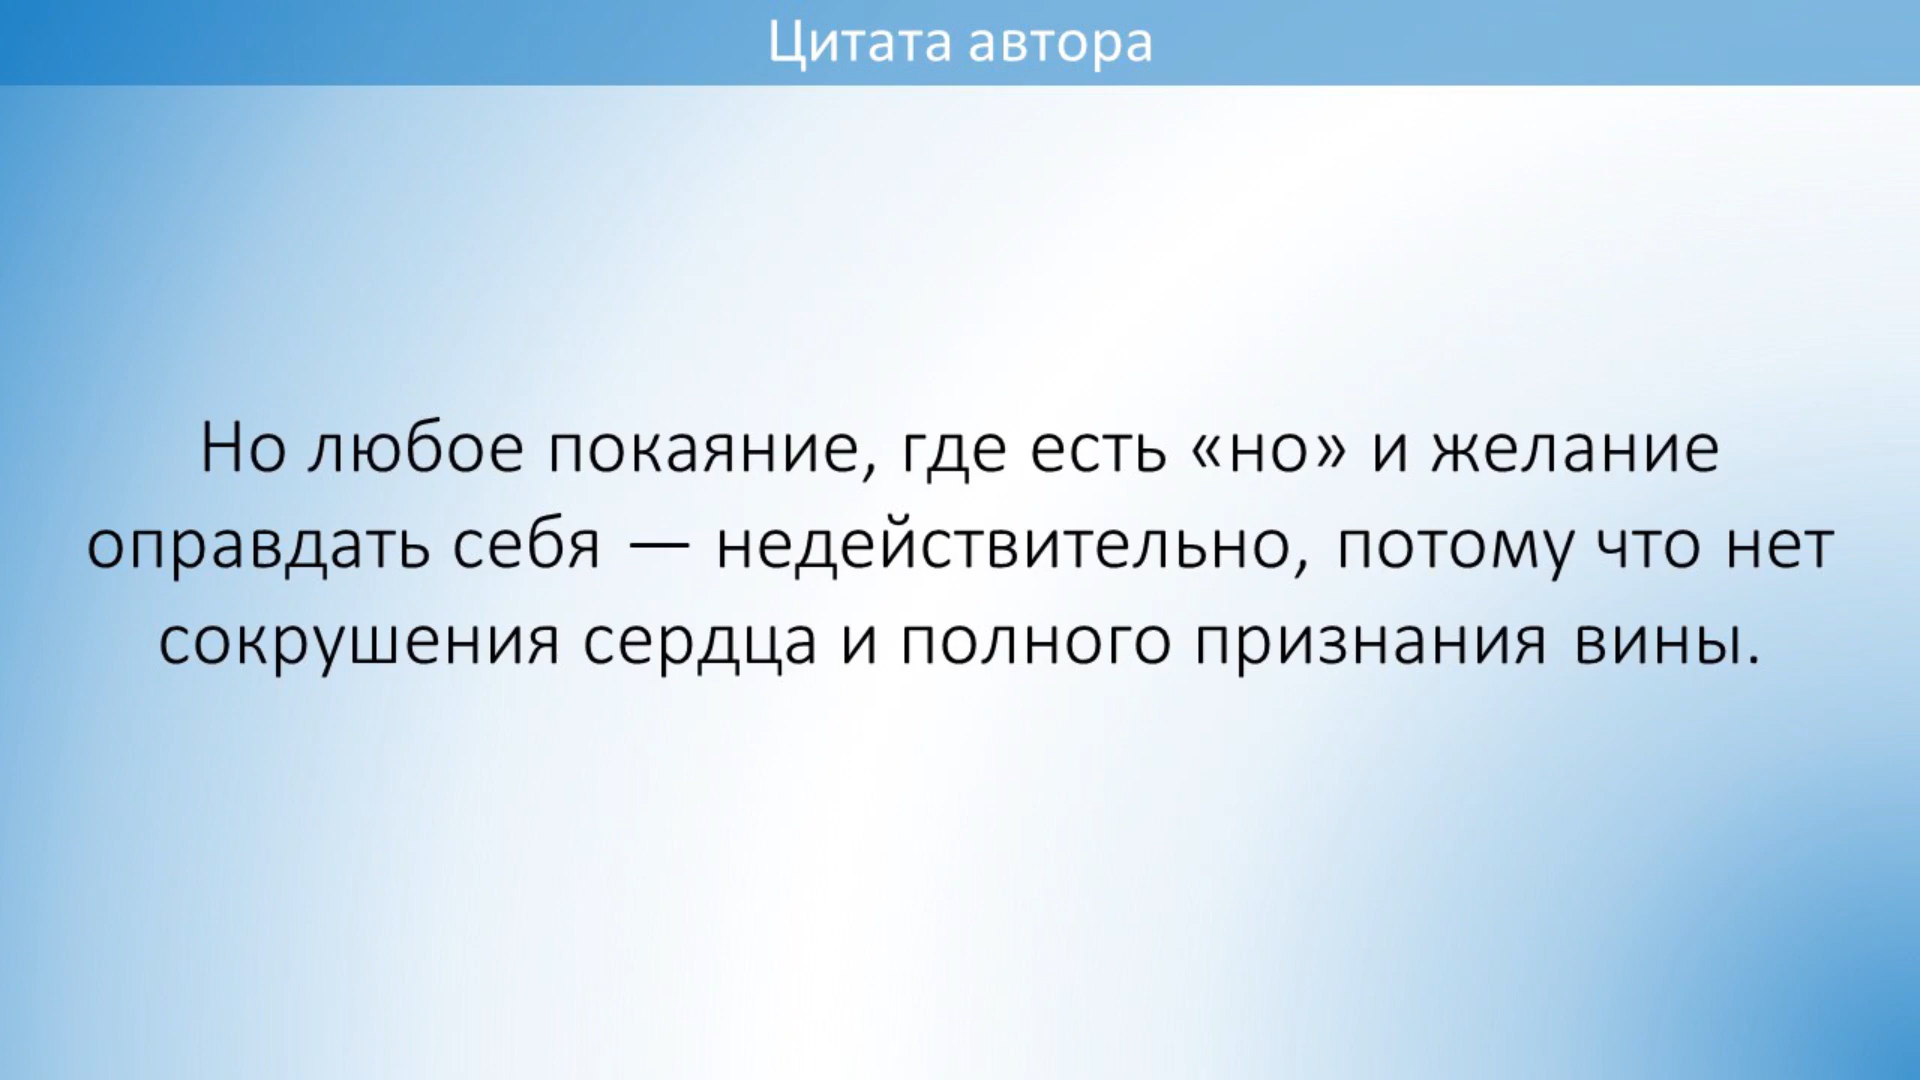 Цитата автора
Но любое покаяние, где есть «но» и желание
оправдать себя — недействительно, потому что нет
сокрушения сердца и полного признания вины.